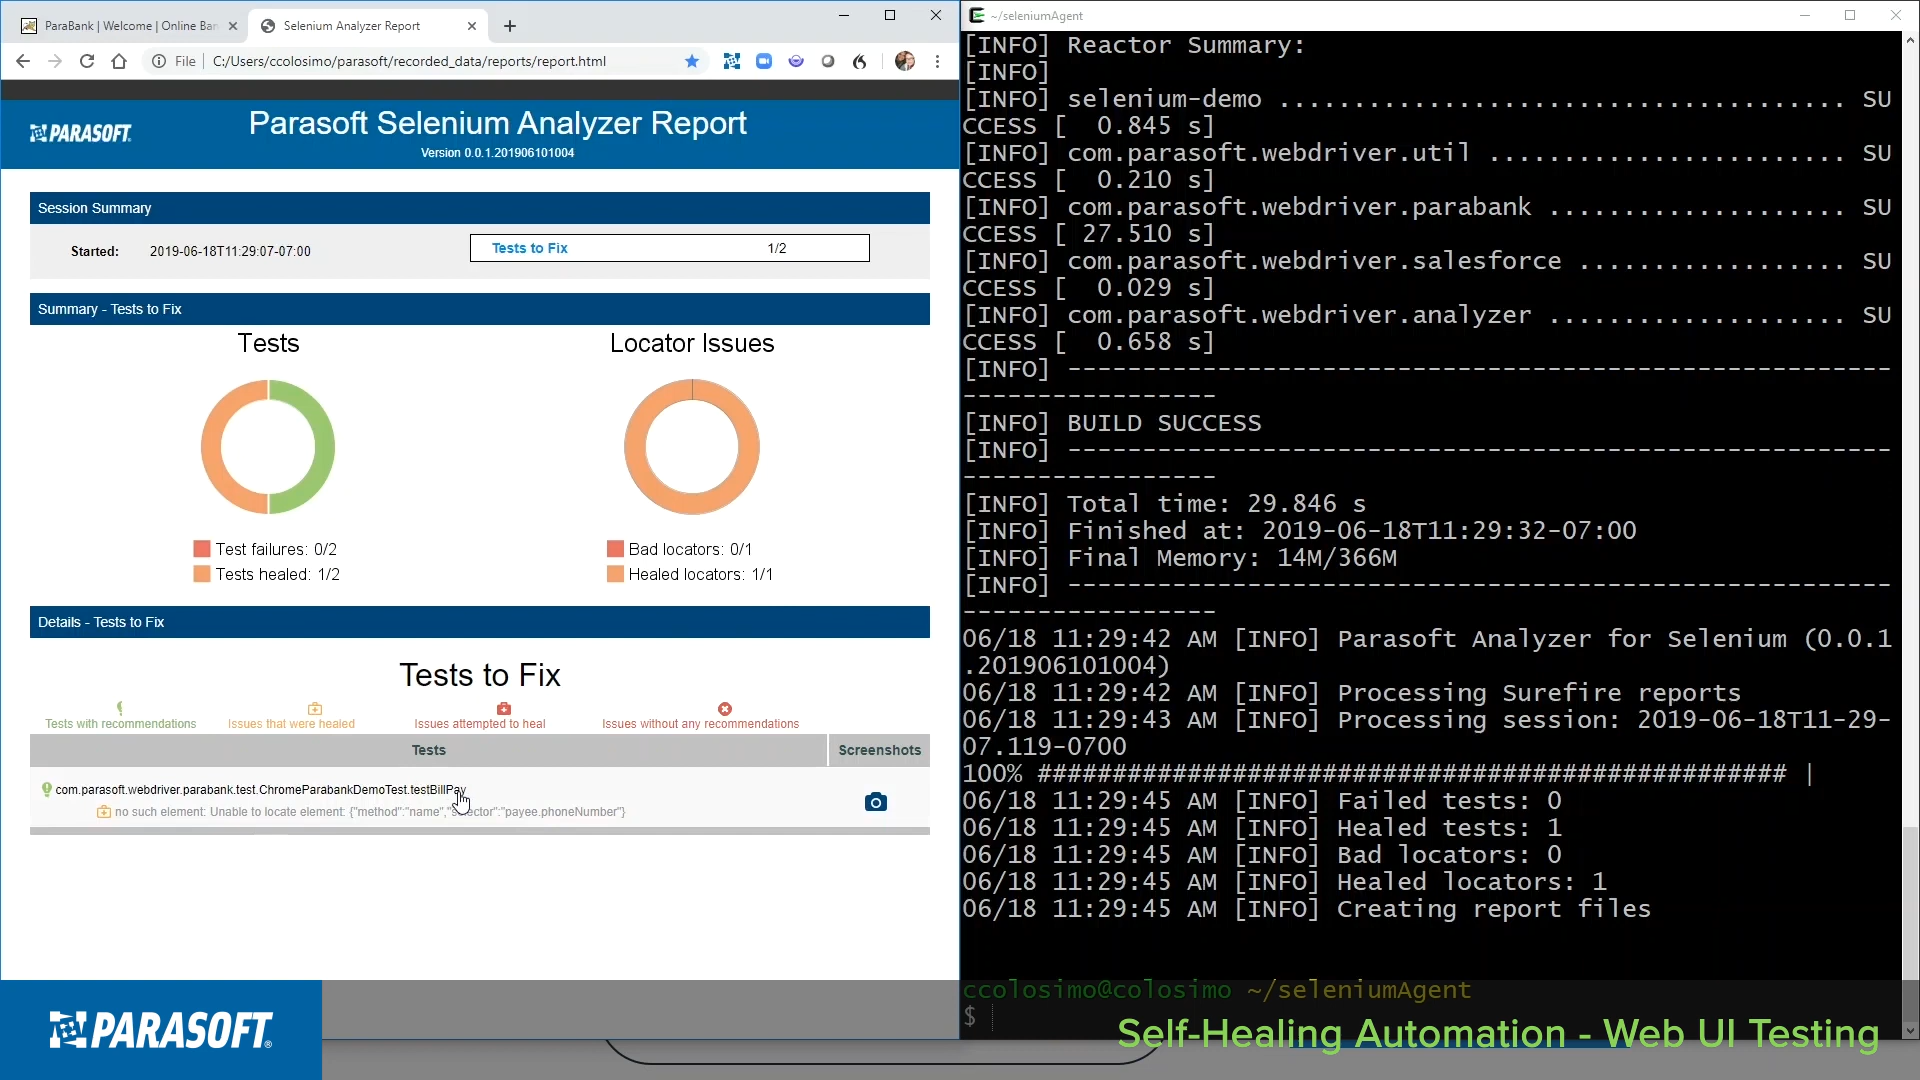 ParaBank | Welcome | Online Ban
Selenium Analyzer Report
File
C:/Users/ccolosimo/parasoft/recorded_data/reports/report.html
PARASOFT
Parasoft Selenium Analyzer Report
Version 0.0.1.201906101004
Session Summary
Started: 2019-06-18T11:29:07-07:00
Tests to Fix 1/2
Summary - Tests to Fix
Tests
Locator Issues
Test failures: 0/2
Tests healed: 1/2
Bad locators: 0/1
Healed locators: 1/1
Details - Tests to Fix
Tests to Fix
Tests with recommendations
Issues that were healed
Issues attempted to heal
Issues without any recommendations
Tests
Screenshots
com.parasoft.webdriver.parabank.test.ChromeParabankDemoTest.testBillPay
no such element: Unable to locate element: {"method":"name","selector":"payee.phoneNumber"}
~/seleniumAgent
[INFO] Reactor Summary:
[INFO]
[INFO] selenium-demo ...................................... SU
CCESS [  0.845 s]
[INFO] com.parasoft.webdriver.util ........................ SU
CCESS [  0.210 s]
[INFO] com.parasoft.webdriver.parabank .................... SU
CCESS [ 27.510 s]
[INFO] com.parasoft.webdriver.salesforce .................. SU
CCESS [  0.029 s]
[INFO] com.parasoft.webdriver.analyzer .................... SU
CCESS [  0.658 s]
[INFO] -------------------------------------------------------
-----------------
[INFO] BUILD SUCCESS
[INFO] -------------------------------------------------------
-----------------
[INFO] Total time: 29.846 s
[INFO] Finished at: 2019-06-18T11:29:32-07:00
[INFO] Final Memory: 14M/366M
[INFO] -------------------------------------------------------
-----------------
06/18 11:29:42 AM [INFO] Parasoft Analyzer for Selenium (0.0.1
.201906101004)
06/18 11:29:42 AM [INFO] Processing Surefire reports
06/18 11:29:43 AM [INFO] Processing session: 2019-06-18T11-29-
07.119-0700
100% ################################################## |
06/18 11:29:45 AM [INFO] Failed tests: 0
06/18 11:29:45 AM [INFO] Healed tests: 1
06/18 11:29:45 AM [INFO] Bad locators: 0
06/18 11:29:45 AM [INFO] Healed locators: 1
06/18 11:29:45 AM [INFO] Creating report files
ccolosimo@colosimo ~/seleniumAgent
$
PARASOFT
Self-Healing Automation - Web UI Testing